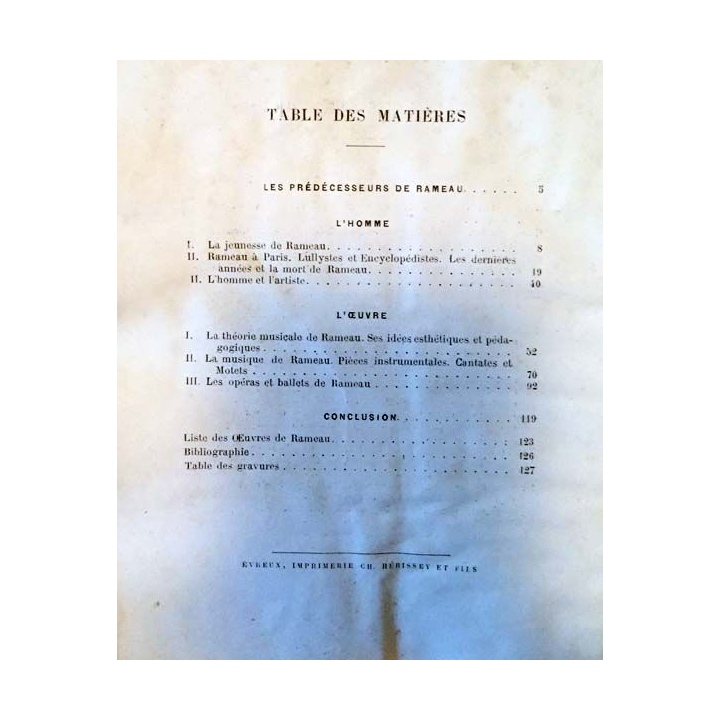 TABLE DES MATIÈRES
LES PRÉDÉCESSEURS DE RAMEAU. . . . . . 5
L'HOMME
I. La jeunesse de Rameau. . . . . . . . . . . . . . . . . 8
II. Rameau à Paris. Lullystes et Encyclopédistes. Les dernières
années et la mort de Rameau. . . . . . . . . . . . . 19
II. L'homme et l'artiste. . . . . . . . . . . . . . . . . . 40
L'ŒUVRE
I. La théorie musicale de Rameau. Ses idées esthétiques et péda-
gogiques . . . . . . . . . . . . . . . . . . . . 52
II. La musique de Rameau. Pièces instrumentales. Cantates et
Motets . . . . . . . . . . . . . . . . . . . . . 70
III. Les opéras et ballets de Rameau . . . . . . . . . . . . 92
CONCLUSION. . . . . . . . . . 119
Liste des Œuvres de Rameau. . . . . . . . . . . . . . . . 123
Bibliographie . . . . . . . . . . . . . . . . . . . . . 126
Table des gravures . . . . . . . . . . . . . . . . . . . 127
ÉVREUX, IMPRIMERIE CH. HÉRISSEY ET FILS